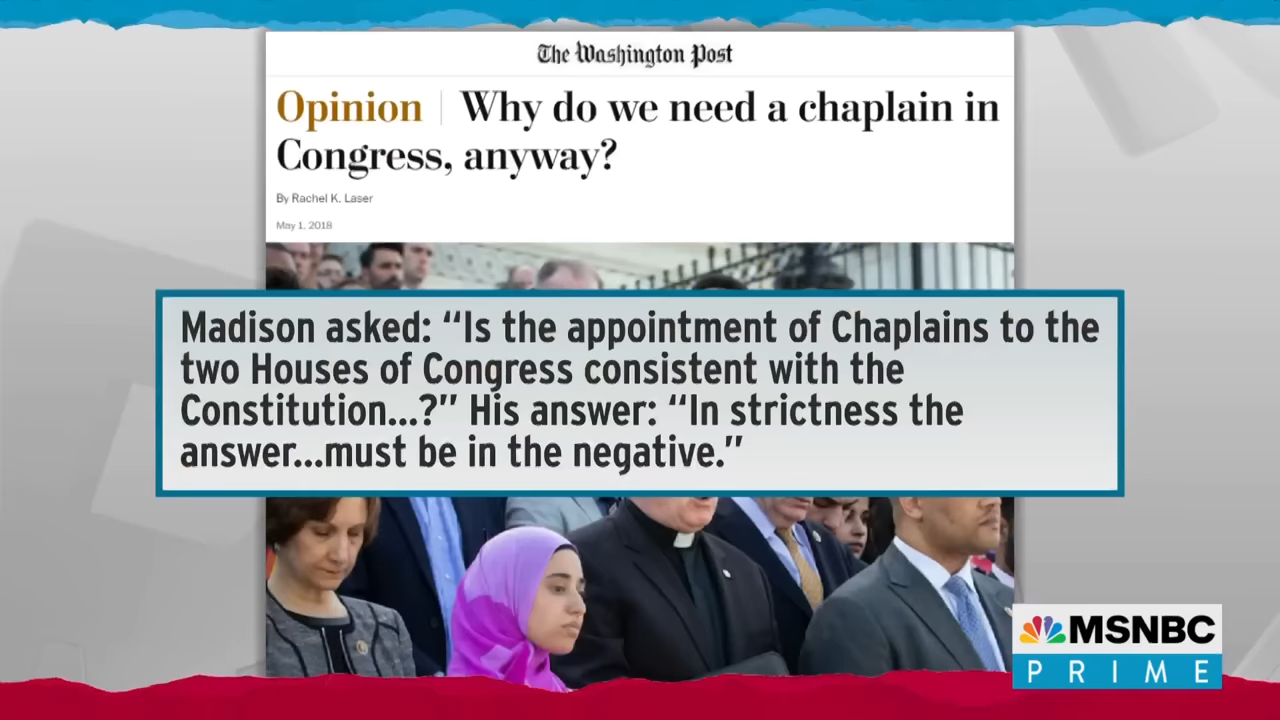 The Washington Post
Opinion | Why do we need a chaplain in
Congress, anyway?
By Rachel K. Laser
May 1, 2018
Madison asked: “Is the appointment of Chaplains to the
two Houses of Congress consistent with the
Constitution...?” His answer: “In strictness the
answer...must be in the negative.”
MSNBC
PRIME